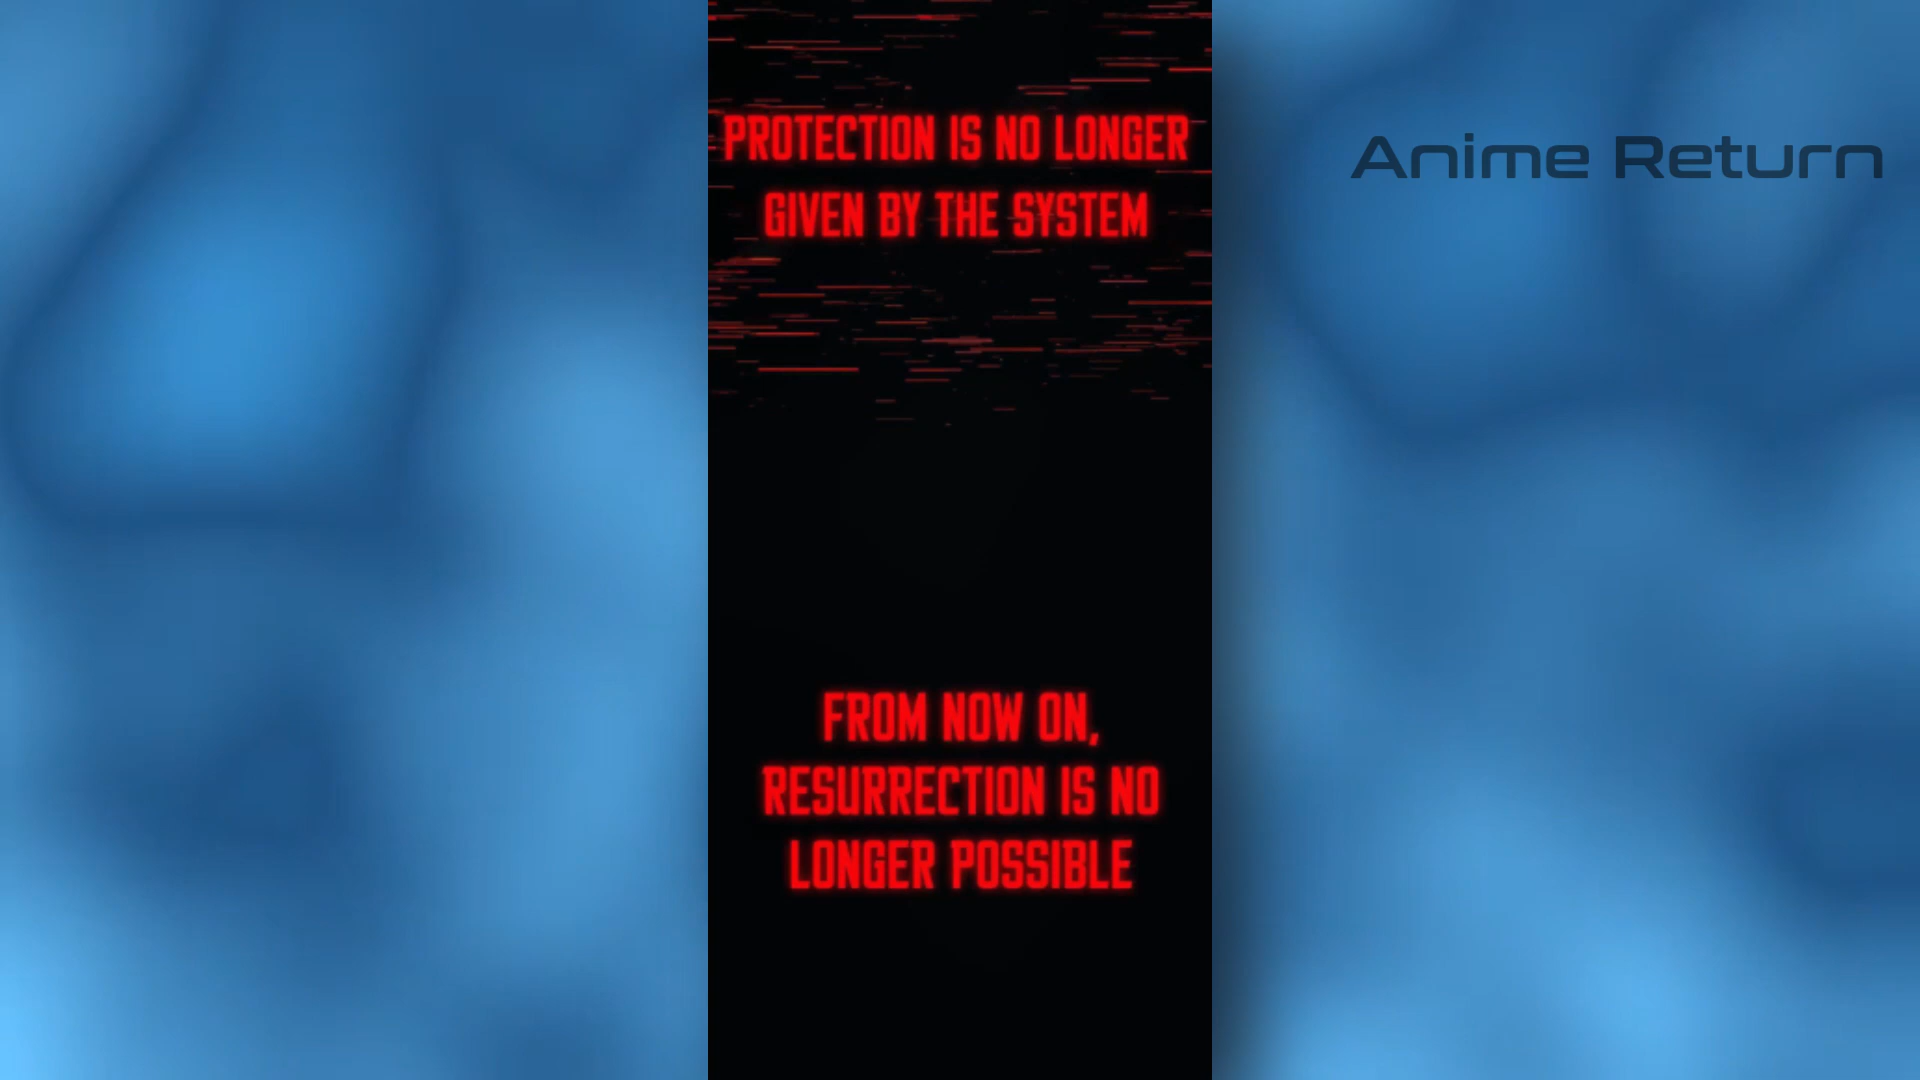 PROTECTION IS NO LONGER
GIVEN BY THE SYSTEM
Anime Return
FROM NOW ON,
RESURRECTION IS NO
LONGER POSSIBLE